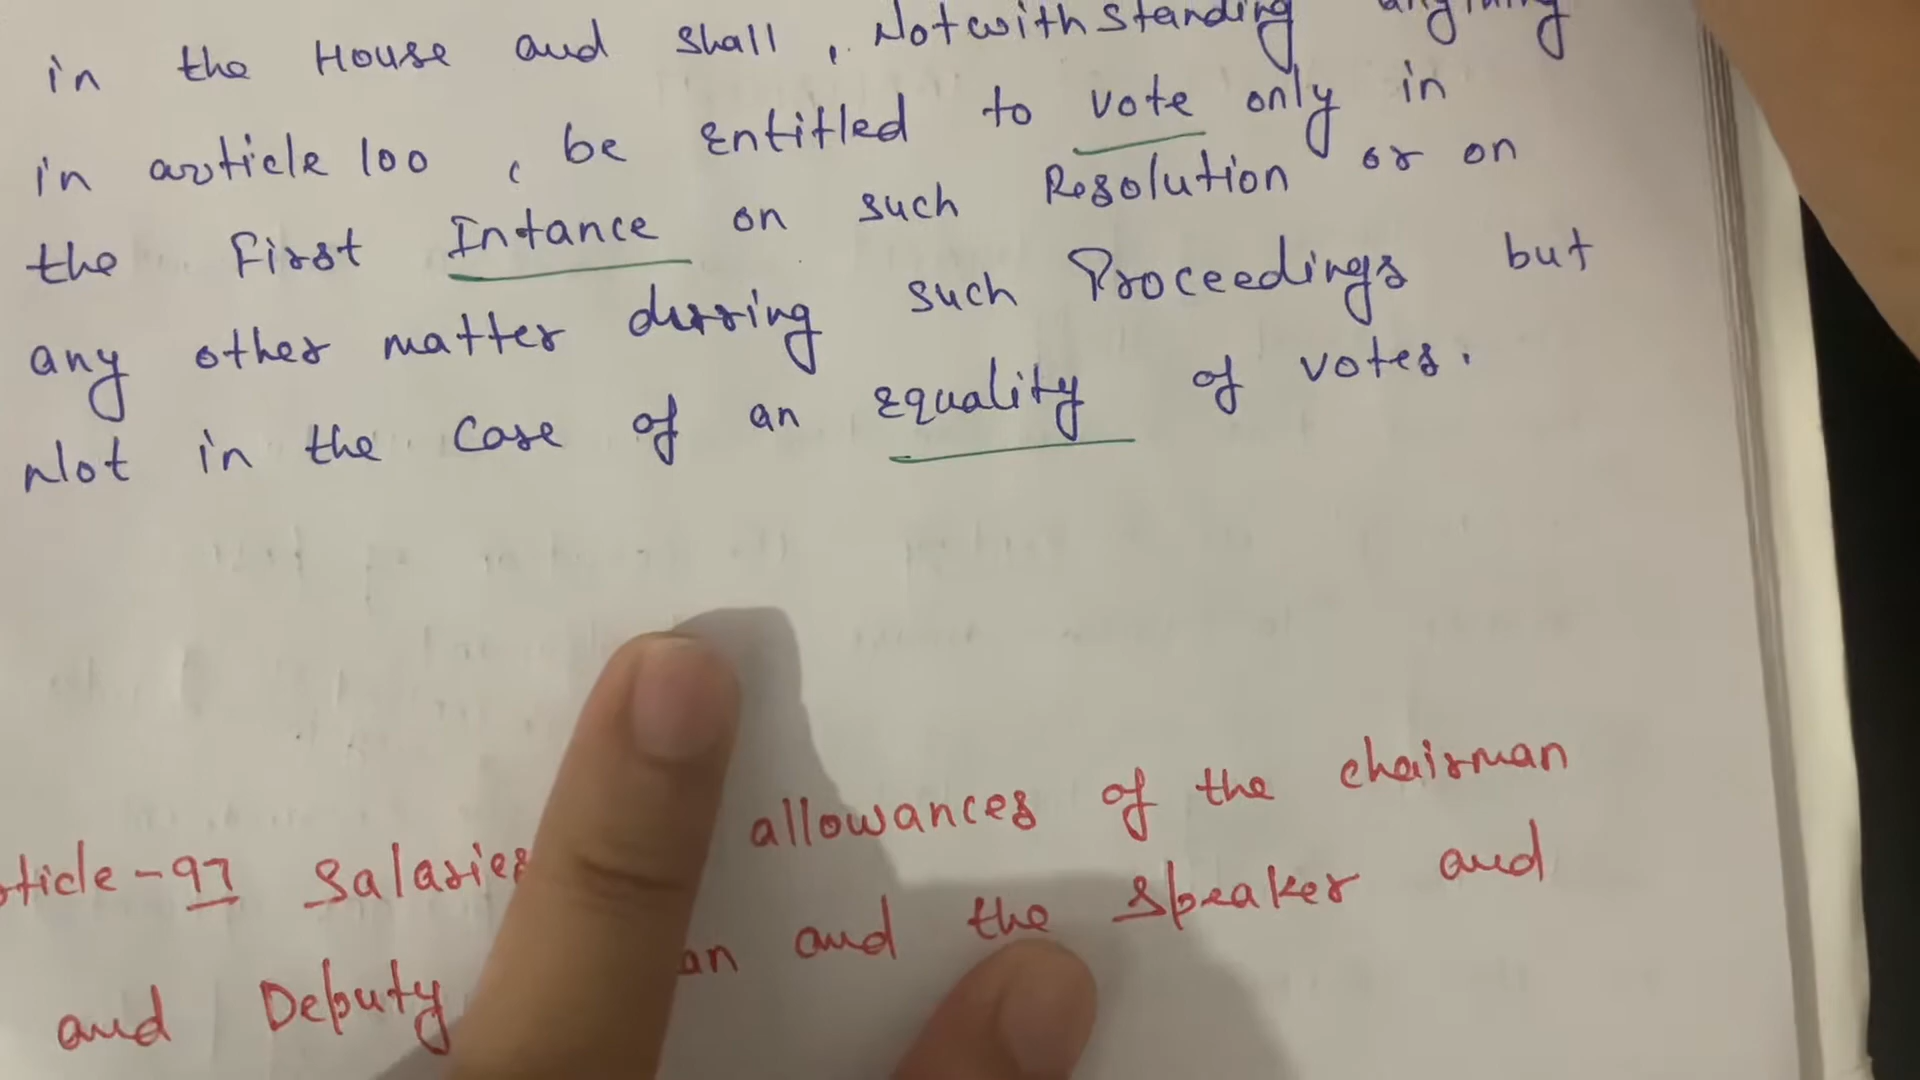 in the House and shall, Notwithstanding anything
in article 100, be Entitled to vote only in
the First Intance on such Resolution or on
any other matter during such Proceedings but
Not in the case of an Equality of votes.
ticle-97 Salaries allowances of the chairman
and Deputy an and the Speaker and